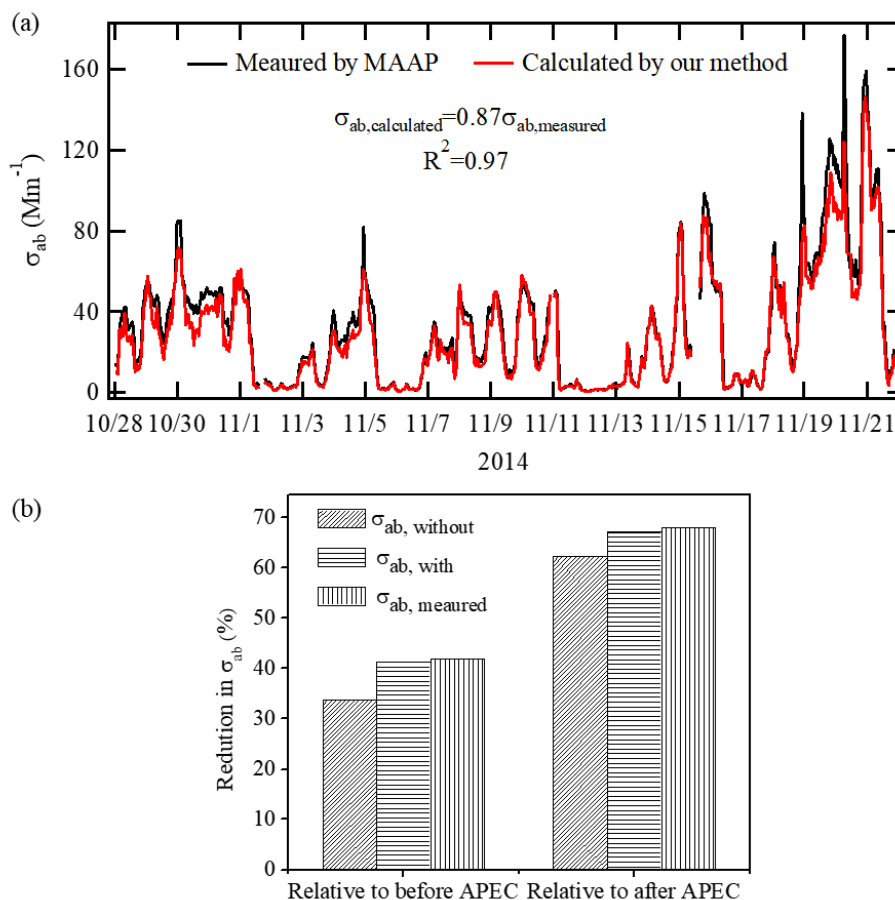 (a)
160
120
80
40
0
σab (Mm-1)
Meaured by MAAP
Calculated by our method
σab,calculated=0.87σab,measured
R2=0.97
10/28 10/30 11/1 11/3 11/5 11/7 11/9 11/11 11/13 11/15 11/17 11/19 11/21
2014
(b)
70
60
50
40
30
20
10
0
Redution in σab (%)
σab, without
σab, with
σab, meaured
Relative to before APEC Relative to after APEC